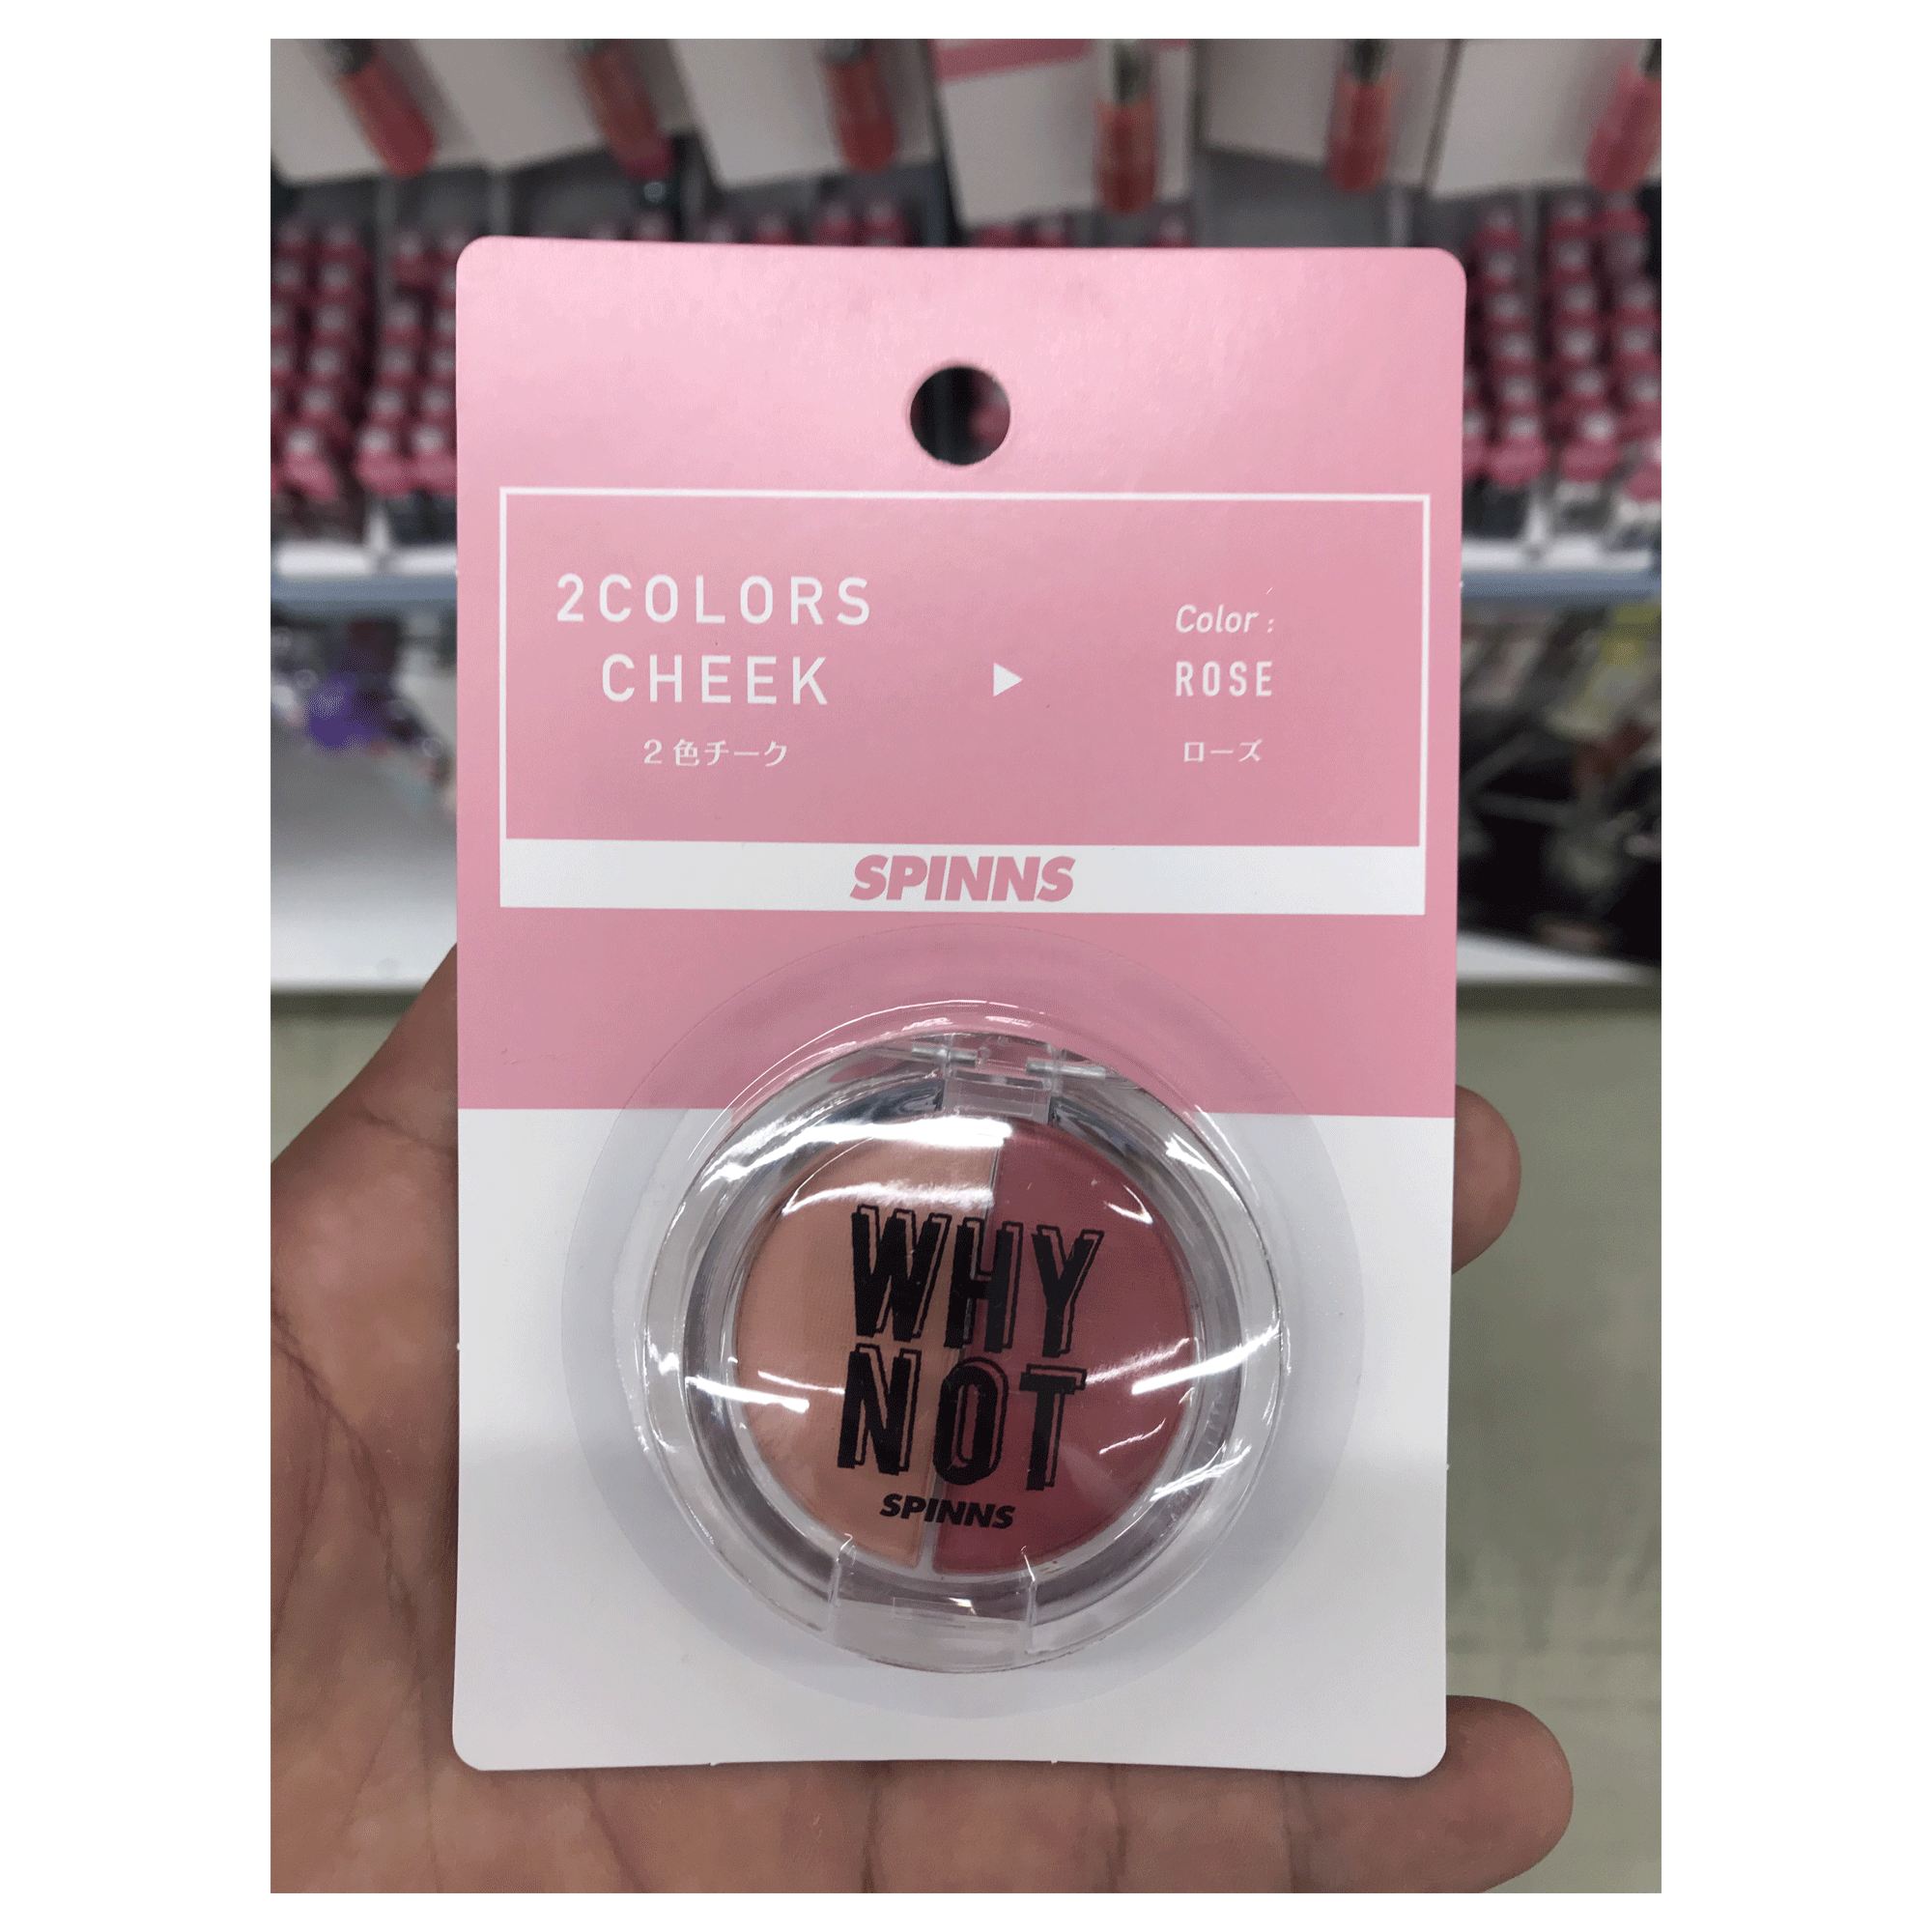 2COLORS
CHEEK
2色チーク
Color :
ROSE
ローズ
SPINNS
WHY
NOT
SPINNS